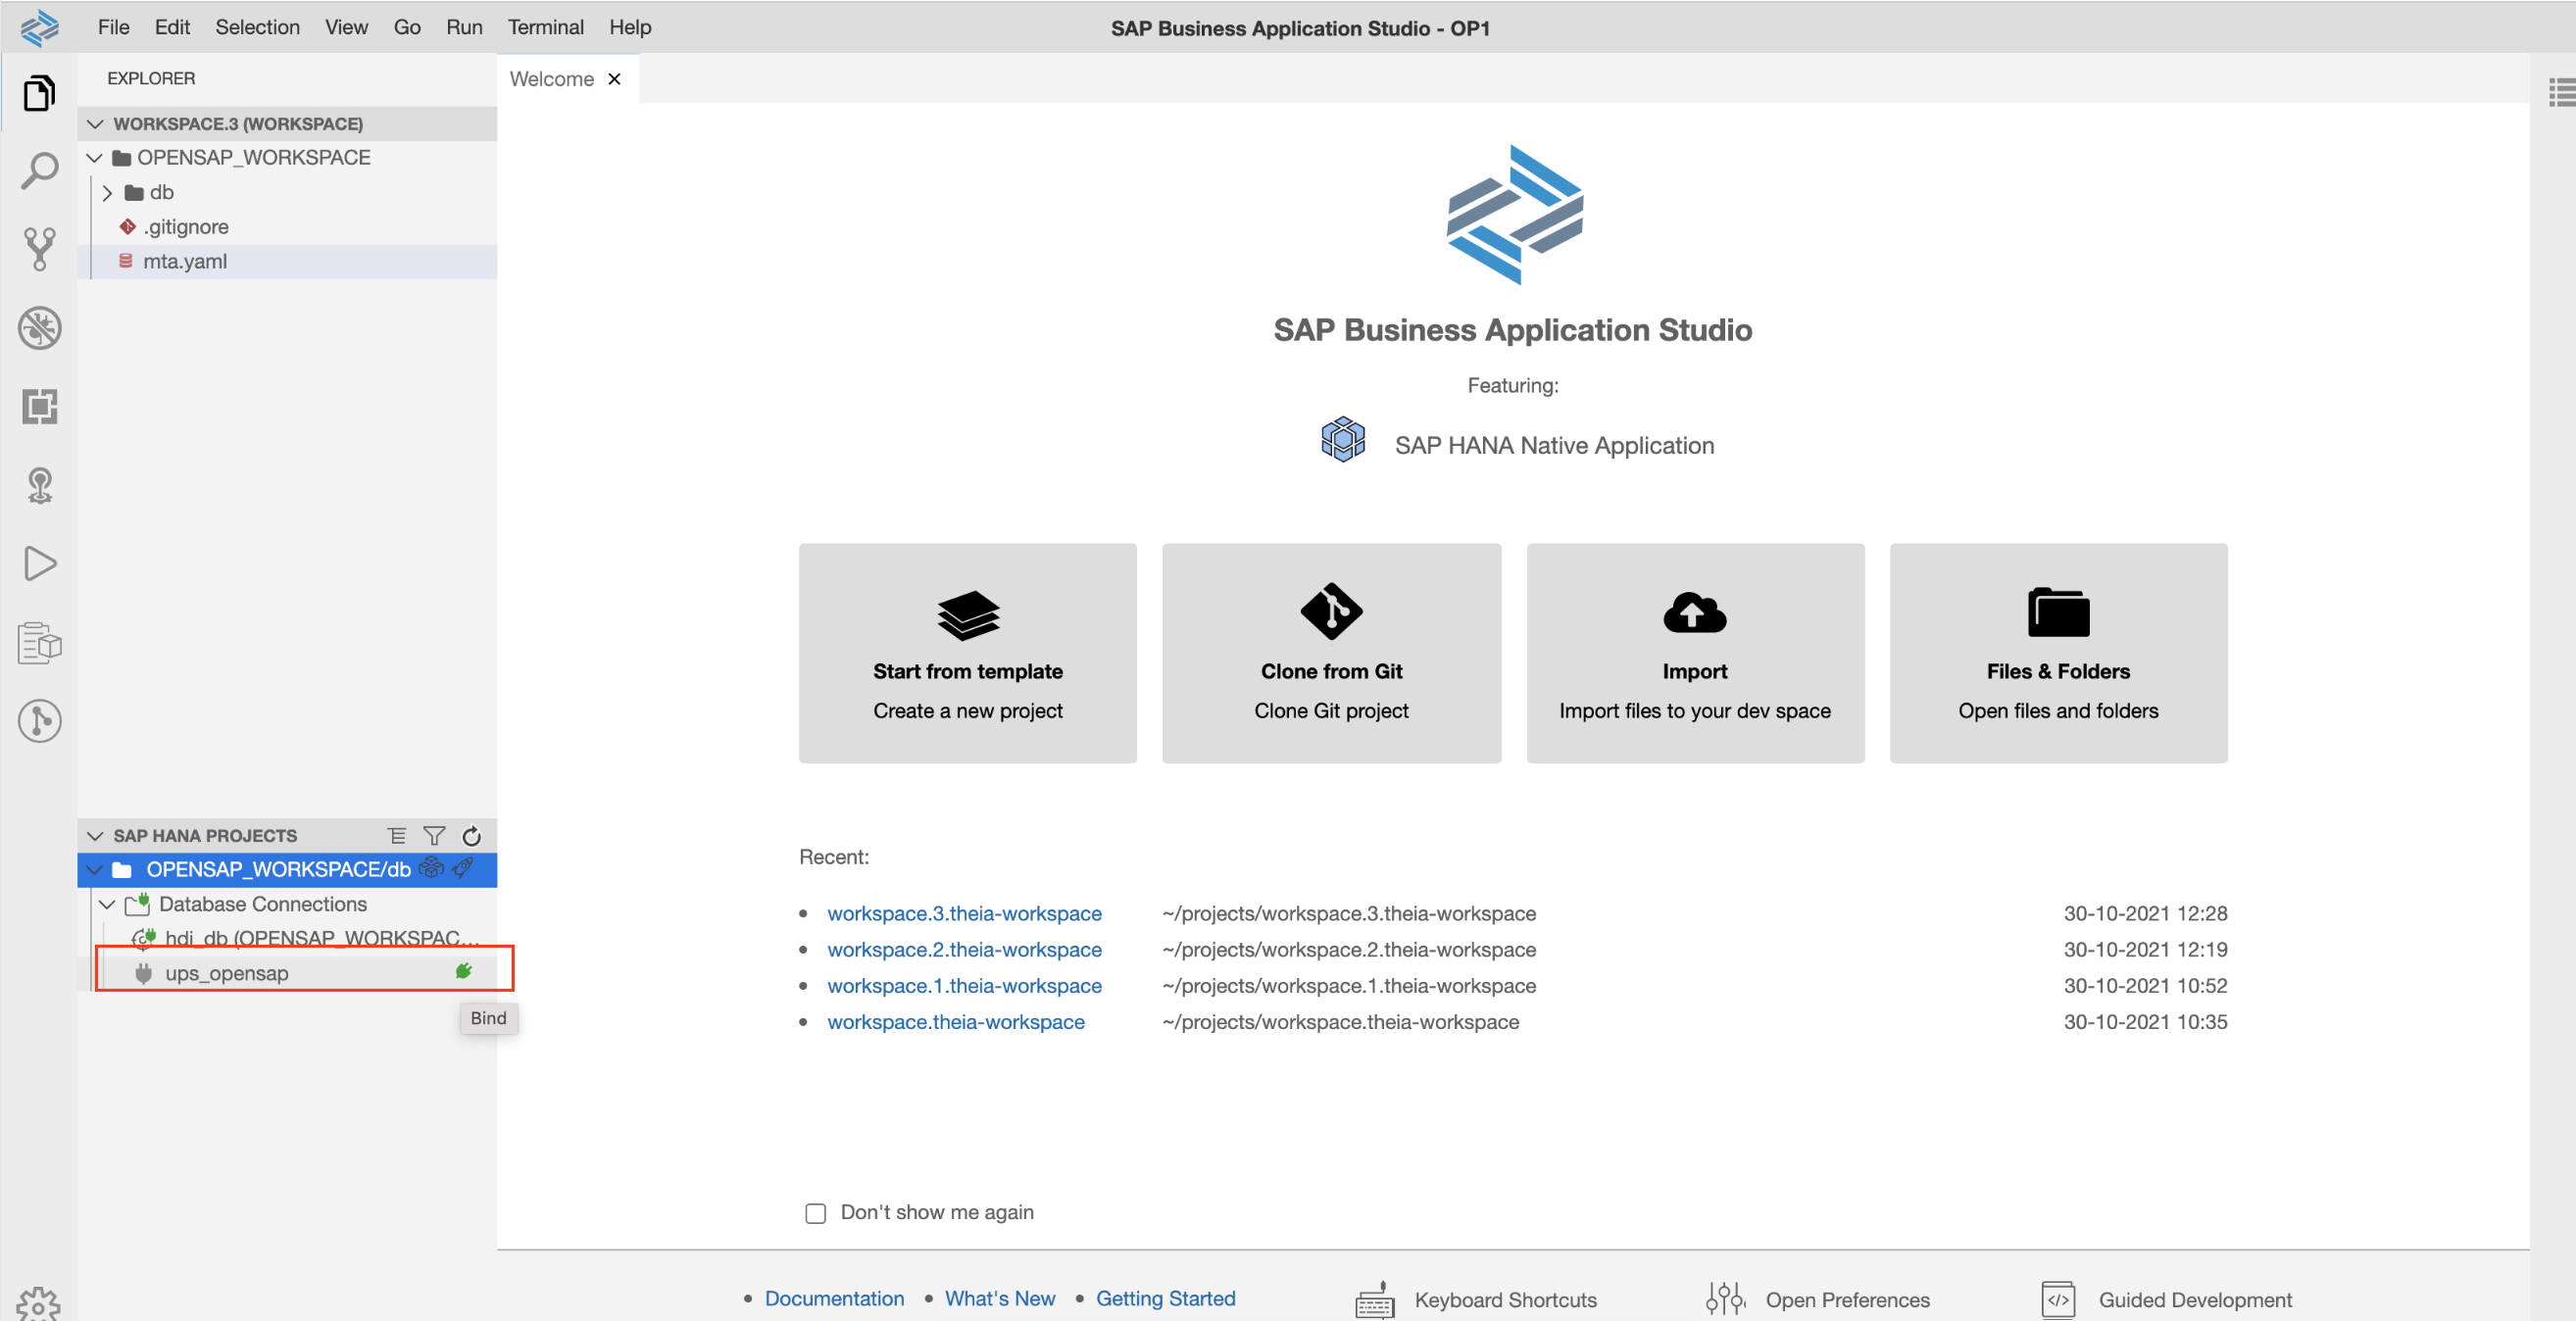 File Edit Selection View Go Run Terminal Help
SAP Business Application Studio - OP1
EXPLORER
WORKSPACE.3 (WORKSPACE)
OPENSAP_WORKSPACE
db
.gitignore
mta.yaml
SAP HANA PROJECTS
OPENSAP_WORKSPACE/db
Database Connections
hdi_db (OPENSAP_WORKSPAC...
ups_opensap
Bind
Welcome
SAP Business Application Studio
Featuring:
SAP HANA Native Application
Start from template
Create a new project
Clone from Git
Clone Git project
Import
Import files to your dev space
Files & Folders
Open files and folders
Recent:
workspace.3.theia-workspace ~/projects/workspace.3.theia-workspace 30-10-2021 12:28
workspace.2.theia-workspace ~/projects/workspace.2.theia-workspace 30-10-2021 12:19
workspace.1.theia-workspace ~/projects/workspace.1.theia-workspace 30-10-2021 10:52
workspace.theia-workspace ~/projects/workspace.theia-workspace 30-10-2021 10:35
Don't show me again
Documentation What's New Getting Started Keyboard Shortcuts Open Preferences Guided Development